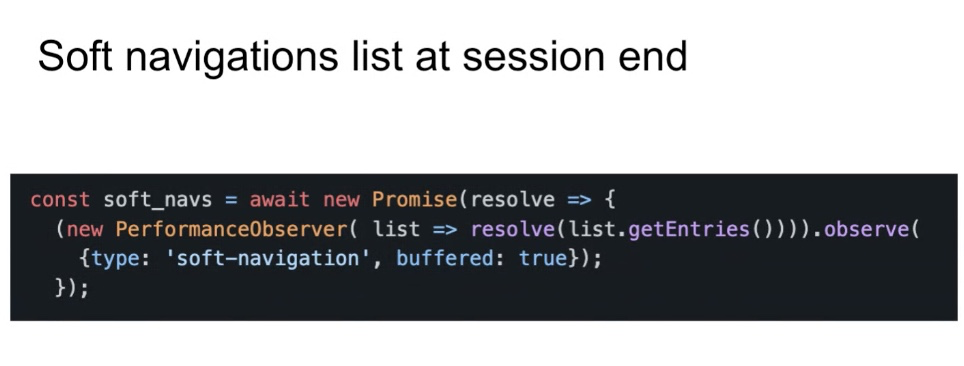 Soft navigations list at session end
const soft_navs = await new Promise(resolve => {
(new PerformanceObserver( list => resolve(list.getEntries()))).observe(
{type: 'soft-navigation', buffered: true});
});